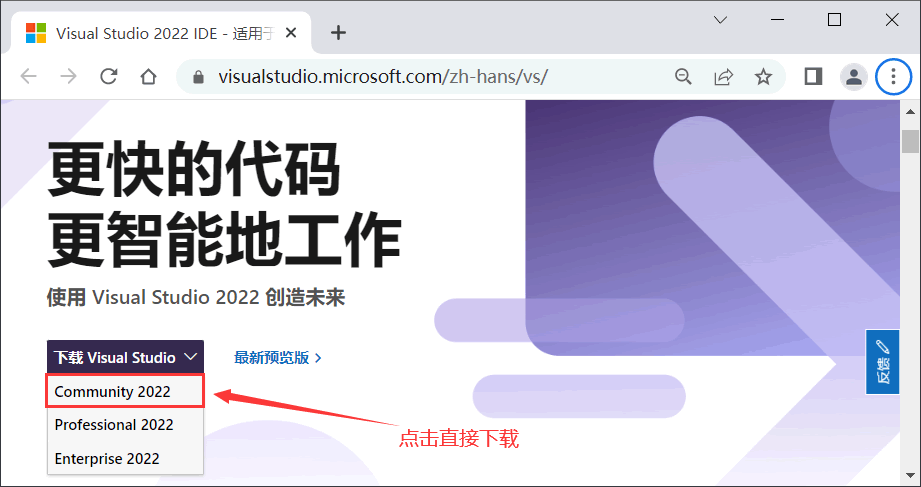 Visual Studio 2022 IDE - 适用于
visualstudio.microsoft.com/zh-hans/vs/
更快的代码
更智能地工作
使用 Visual Studio 2022 创造未来
下载 Visual Studio
最新预览版
反馈
Community 2022
Professional 2022
Enterprise 2022
点击直接下载